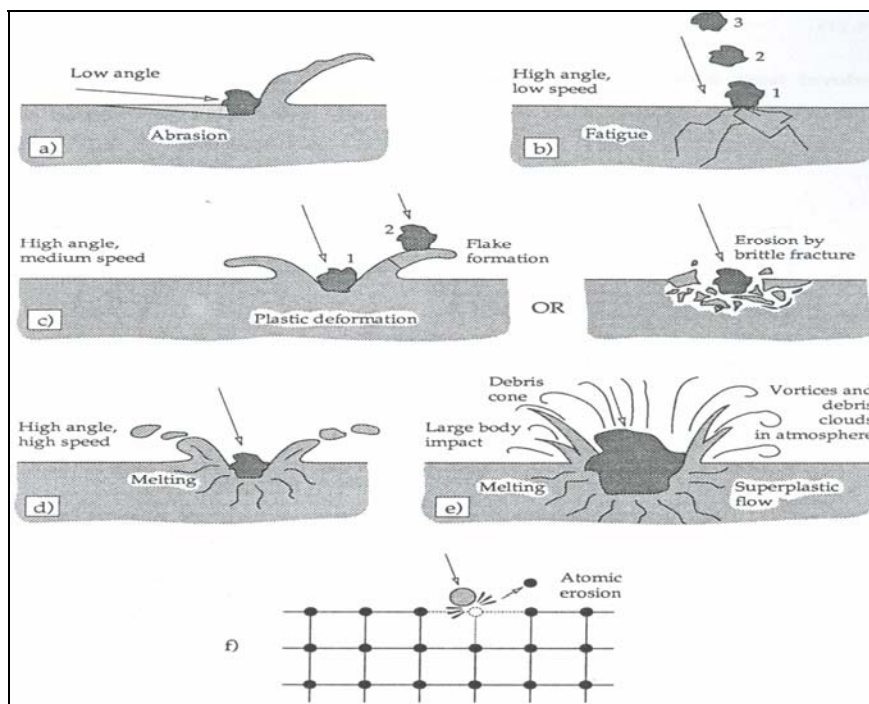 Low angle
Abrasion
a)
3
2
High angle,
low speed
1
Fatigue
b)
High angle,
medium speed
1
2
Flake
formation
Plastic deformation
c)
OR
Erosion by
brittle fracture
High angle,
high speed
Melting
d)
Debris
cone
Large body
impact
Melting
Vortices and
debris
clouds
in atmosphere
Superplastic
flow
e)
Atomic
erosion
f)